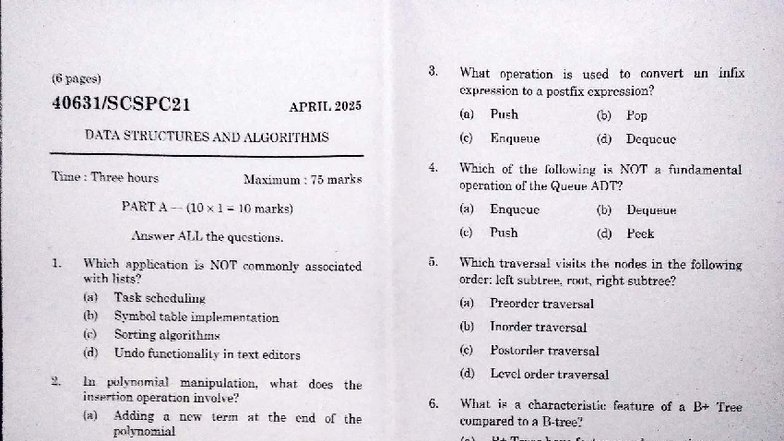 (6 pages)
40631/SCSPC21 APRIL 2025
DATA STRUCTURES AND ALGORITHMS
Time : Three hours Maximum : 75 marks
PART A — (10 × 1 = 10 marks)
Answer ALL the questions.
1. Which application is NOT commonly associated
with lists?
(a) Task scheduling
(b) Symbol table implementation
(c) Sorting algorithms
(d) Undo functionality in text editors
2. In polynomial manipulation, what does the
insertion operation involve?
(a) Adding a new term at the end of the
polynomial
3. What operation is used to convert an infix
expression to a postfix expression?
(a) Push (b) Pop
(c) Enqueue (d) Dequeue
4. Which of the following is NOT a fundamental
operation of the Queue ADT?
(a) Enqueue (b) Dequeue
(c) Push (d) Peek
5. Which traversal visits the nodes in the following
order: left subtree, root, right subtree?
(a) Preorder traversal
(b) Inorder traversal
(c) Postorder traversal
(d) Level order traversal
6. What is a characteristic feature of a B+ Tree
compared to a B-tree?